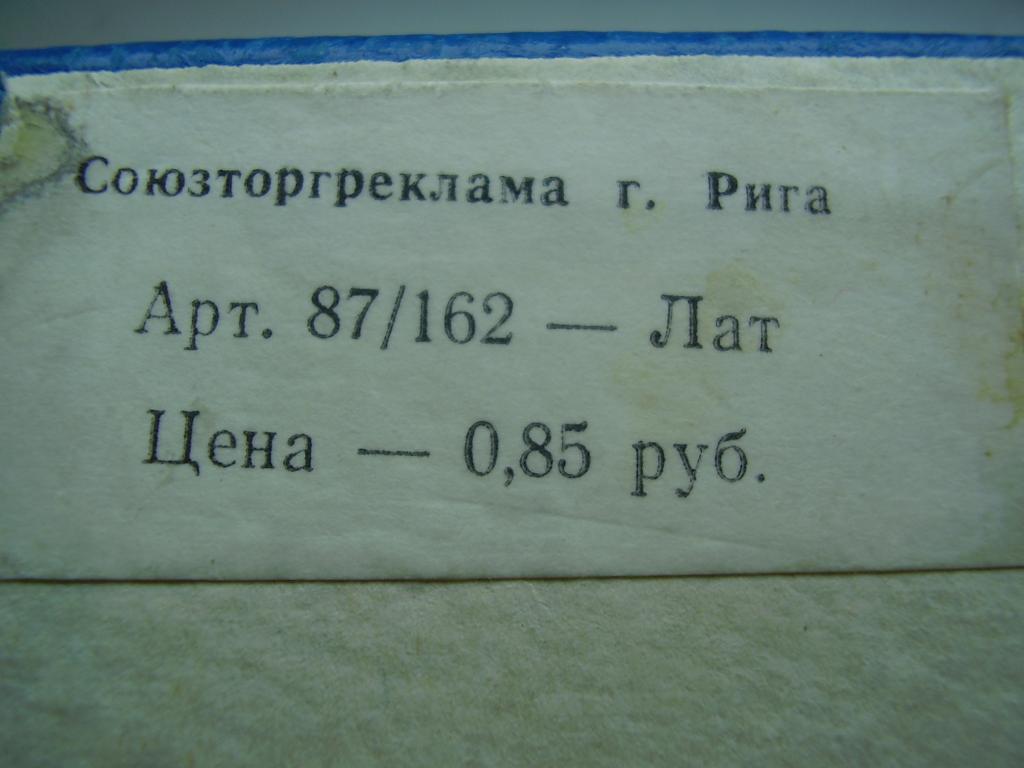 Союзторгреклама г. Рига
Арт. 87/162 — Лат
Цена — 0,85 руб.